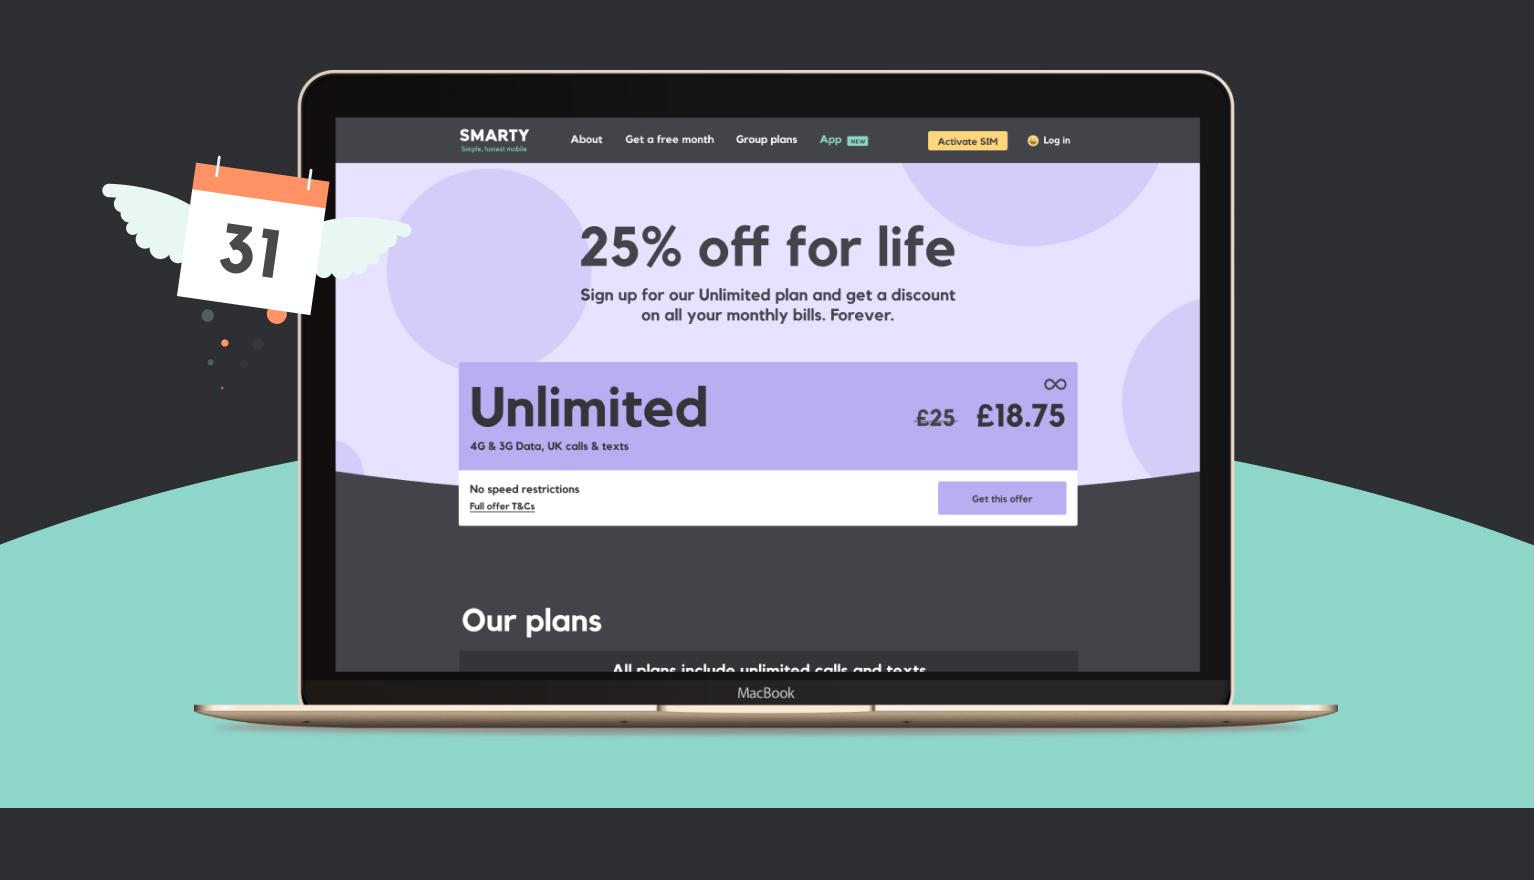 SMARTY
Simple, honest mobile
About
Get a free month
Group plans
App NEW
Activate SIM
Log in
31
25% off for life
Sign up for our Unlimited plan and get a discount
on all your monthly bills. Forever.
Unlimited
£25 £18.75
4G & 3G Data, UK calls & texts
No speed restrictions
Full offer T&Cs
Get this offer
Our plans
All plans include unlimited calls and texts
MacBook